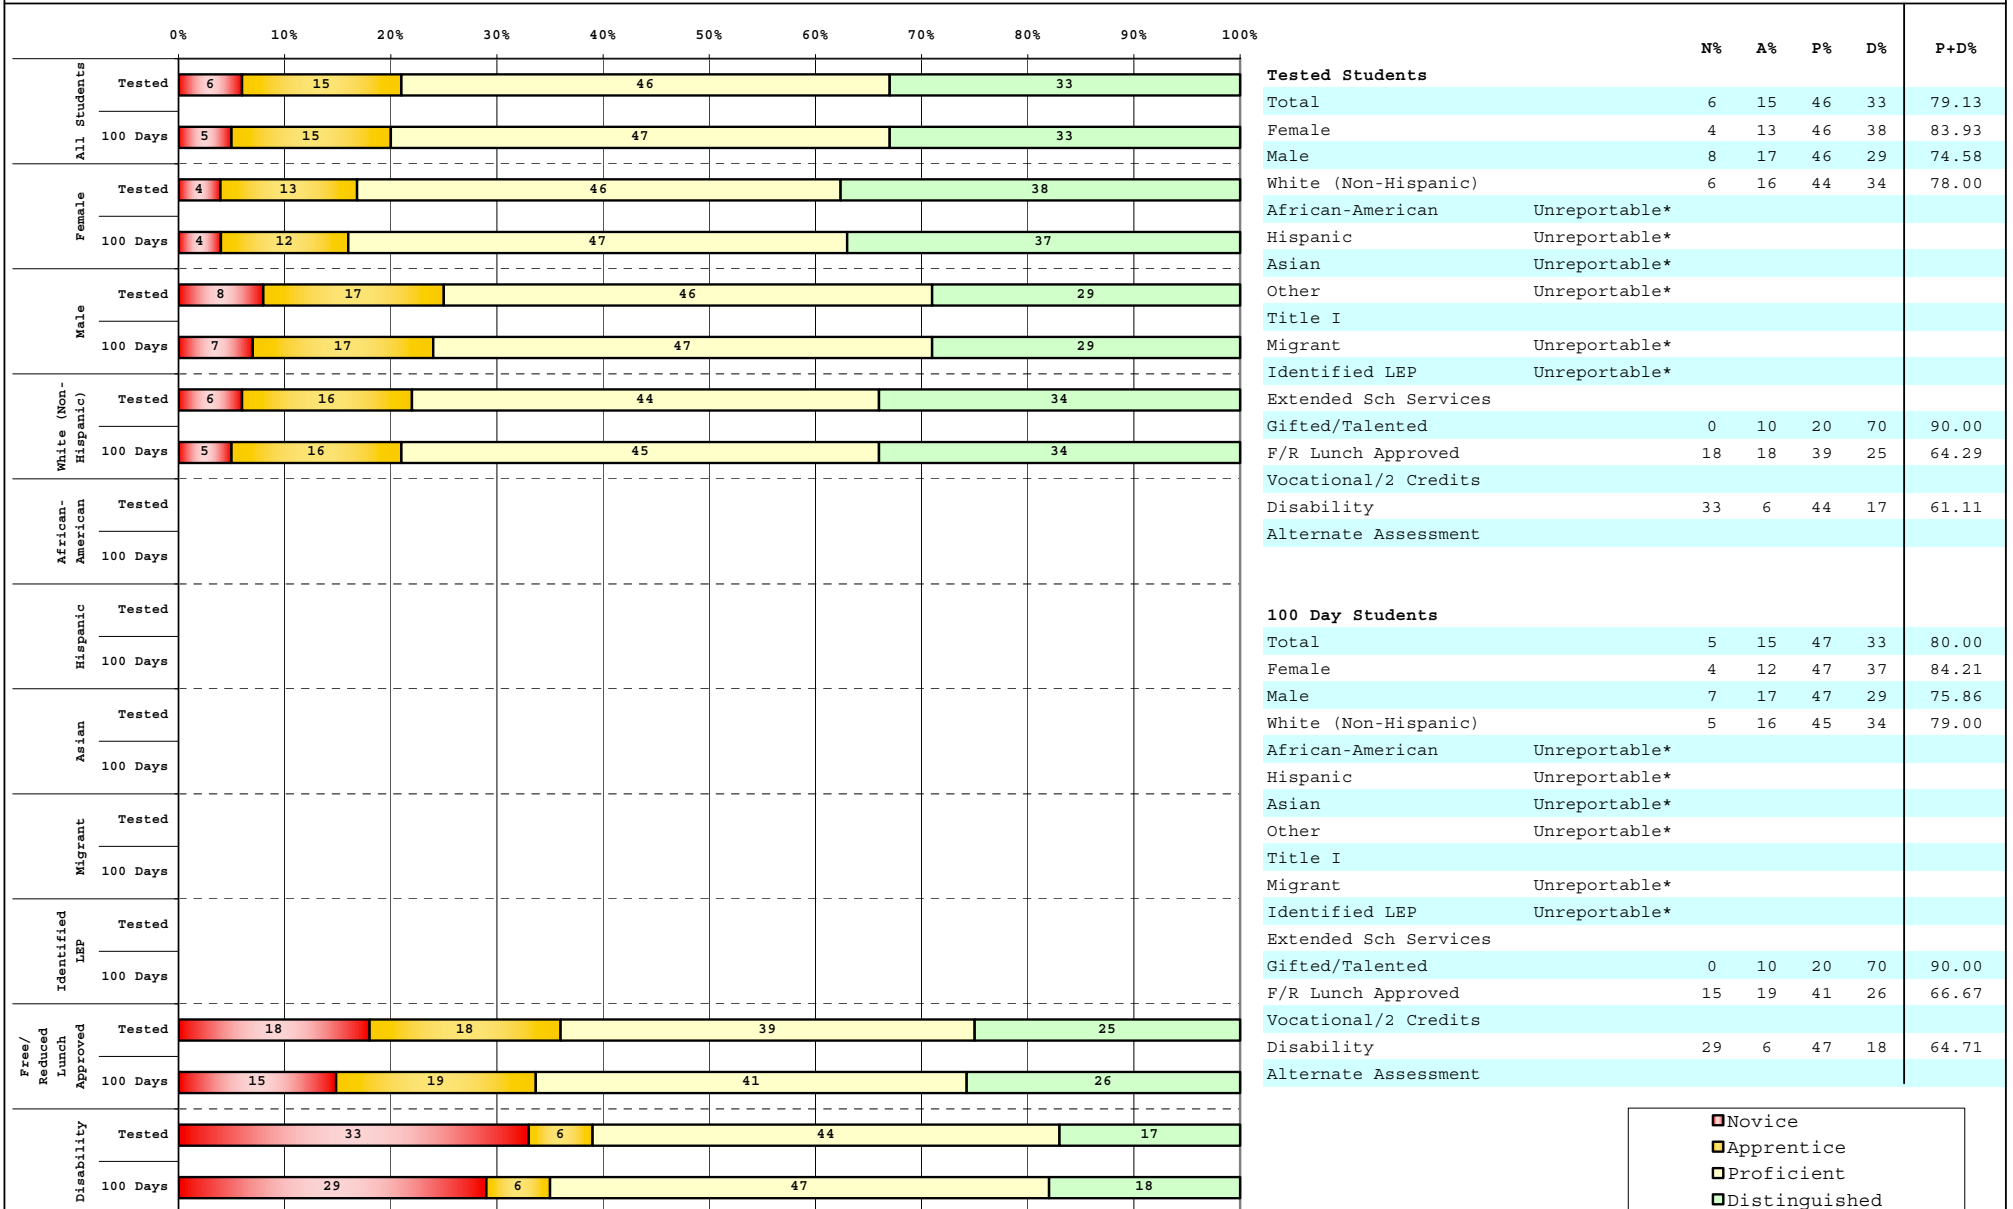 0% 10% 20% 30% 40% 50% 60% 70% 80% 90% 100%
All Students
Tested 6 15 46 33
100 Days 5 15 47 33
Female
Tested 4 13 46 38
100 Days 4 12 47 37
Male
Tested 8 17 46 29
100 Days 7 17 47 29
White (Non-
Hispanic)
Tested 6 16 44 34
100 Days 5 16 45 34
African-
American
Tested
100 Days
Hispanic
Tested
100 Days
Asian
Tested
100 Days
Migrant
Tested
100 Days
Identified
LEP
Tested
100 Days
Free/
Reduced
Lunch
Approved
Tested 18 18 39 25
100 Days 15 19 41 26
Disability
Tested 33 6 44 17
100 Days 29 6 47 18
N% A% P% D% P+D%
Tested Students
Total 6 15 46 33 79.13
Female 4 13 46 38 83.93
Male 8 17 46 29 74.58
White (Non-Hispanic) 6 16 44 34 78.00
African-American Unreportable*
Hispanic Unreportable*
Asian Unreportable*
Other Unreportable*
Title I
Migrant Unreportable*
Identified LEP Unreportable*
Extended Sch Services
Gifted/Talented 0 10 20 70 90.00
F/R Lunch Approved 18 18 39 25 64.29
Vocational/2 Credits
Disability 33 6 44 17 61.11
Alternate Assessment
100 Day Students
Total 5 15 47 33 80.00
Female 4 12 47 37 84.21
Male 7 17 47 29 75.86
White (Non-Hispanic) 5 16 45 34 79.00
African-American Unreportable*
Hispanic Unreportable*
Asian Unreportable*
Other Unreportable*
Title I
Migrant Unreportable*
Identified LEP Unreportable*
Extended Sch Services
Gifted/Talented 0 10 20 70 90.00
F/R Lunch Approved 15 19 41 26 66.67
Vocational/2 Credits
Disability 29 6 47 18 64.71
Alternate Assessment
Novice
Apprentice
Proficient
Distinguished